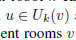 u ∈ U_k(v)
ent rooms v